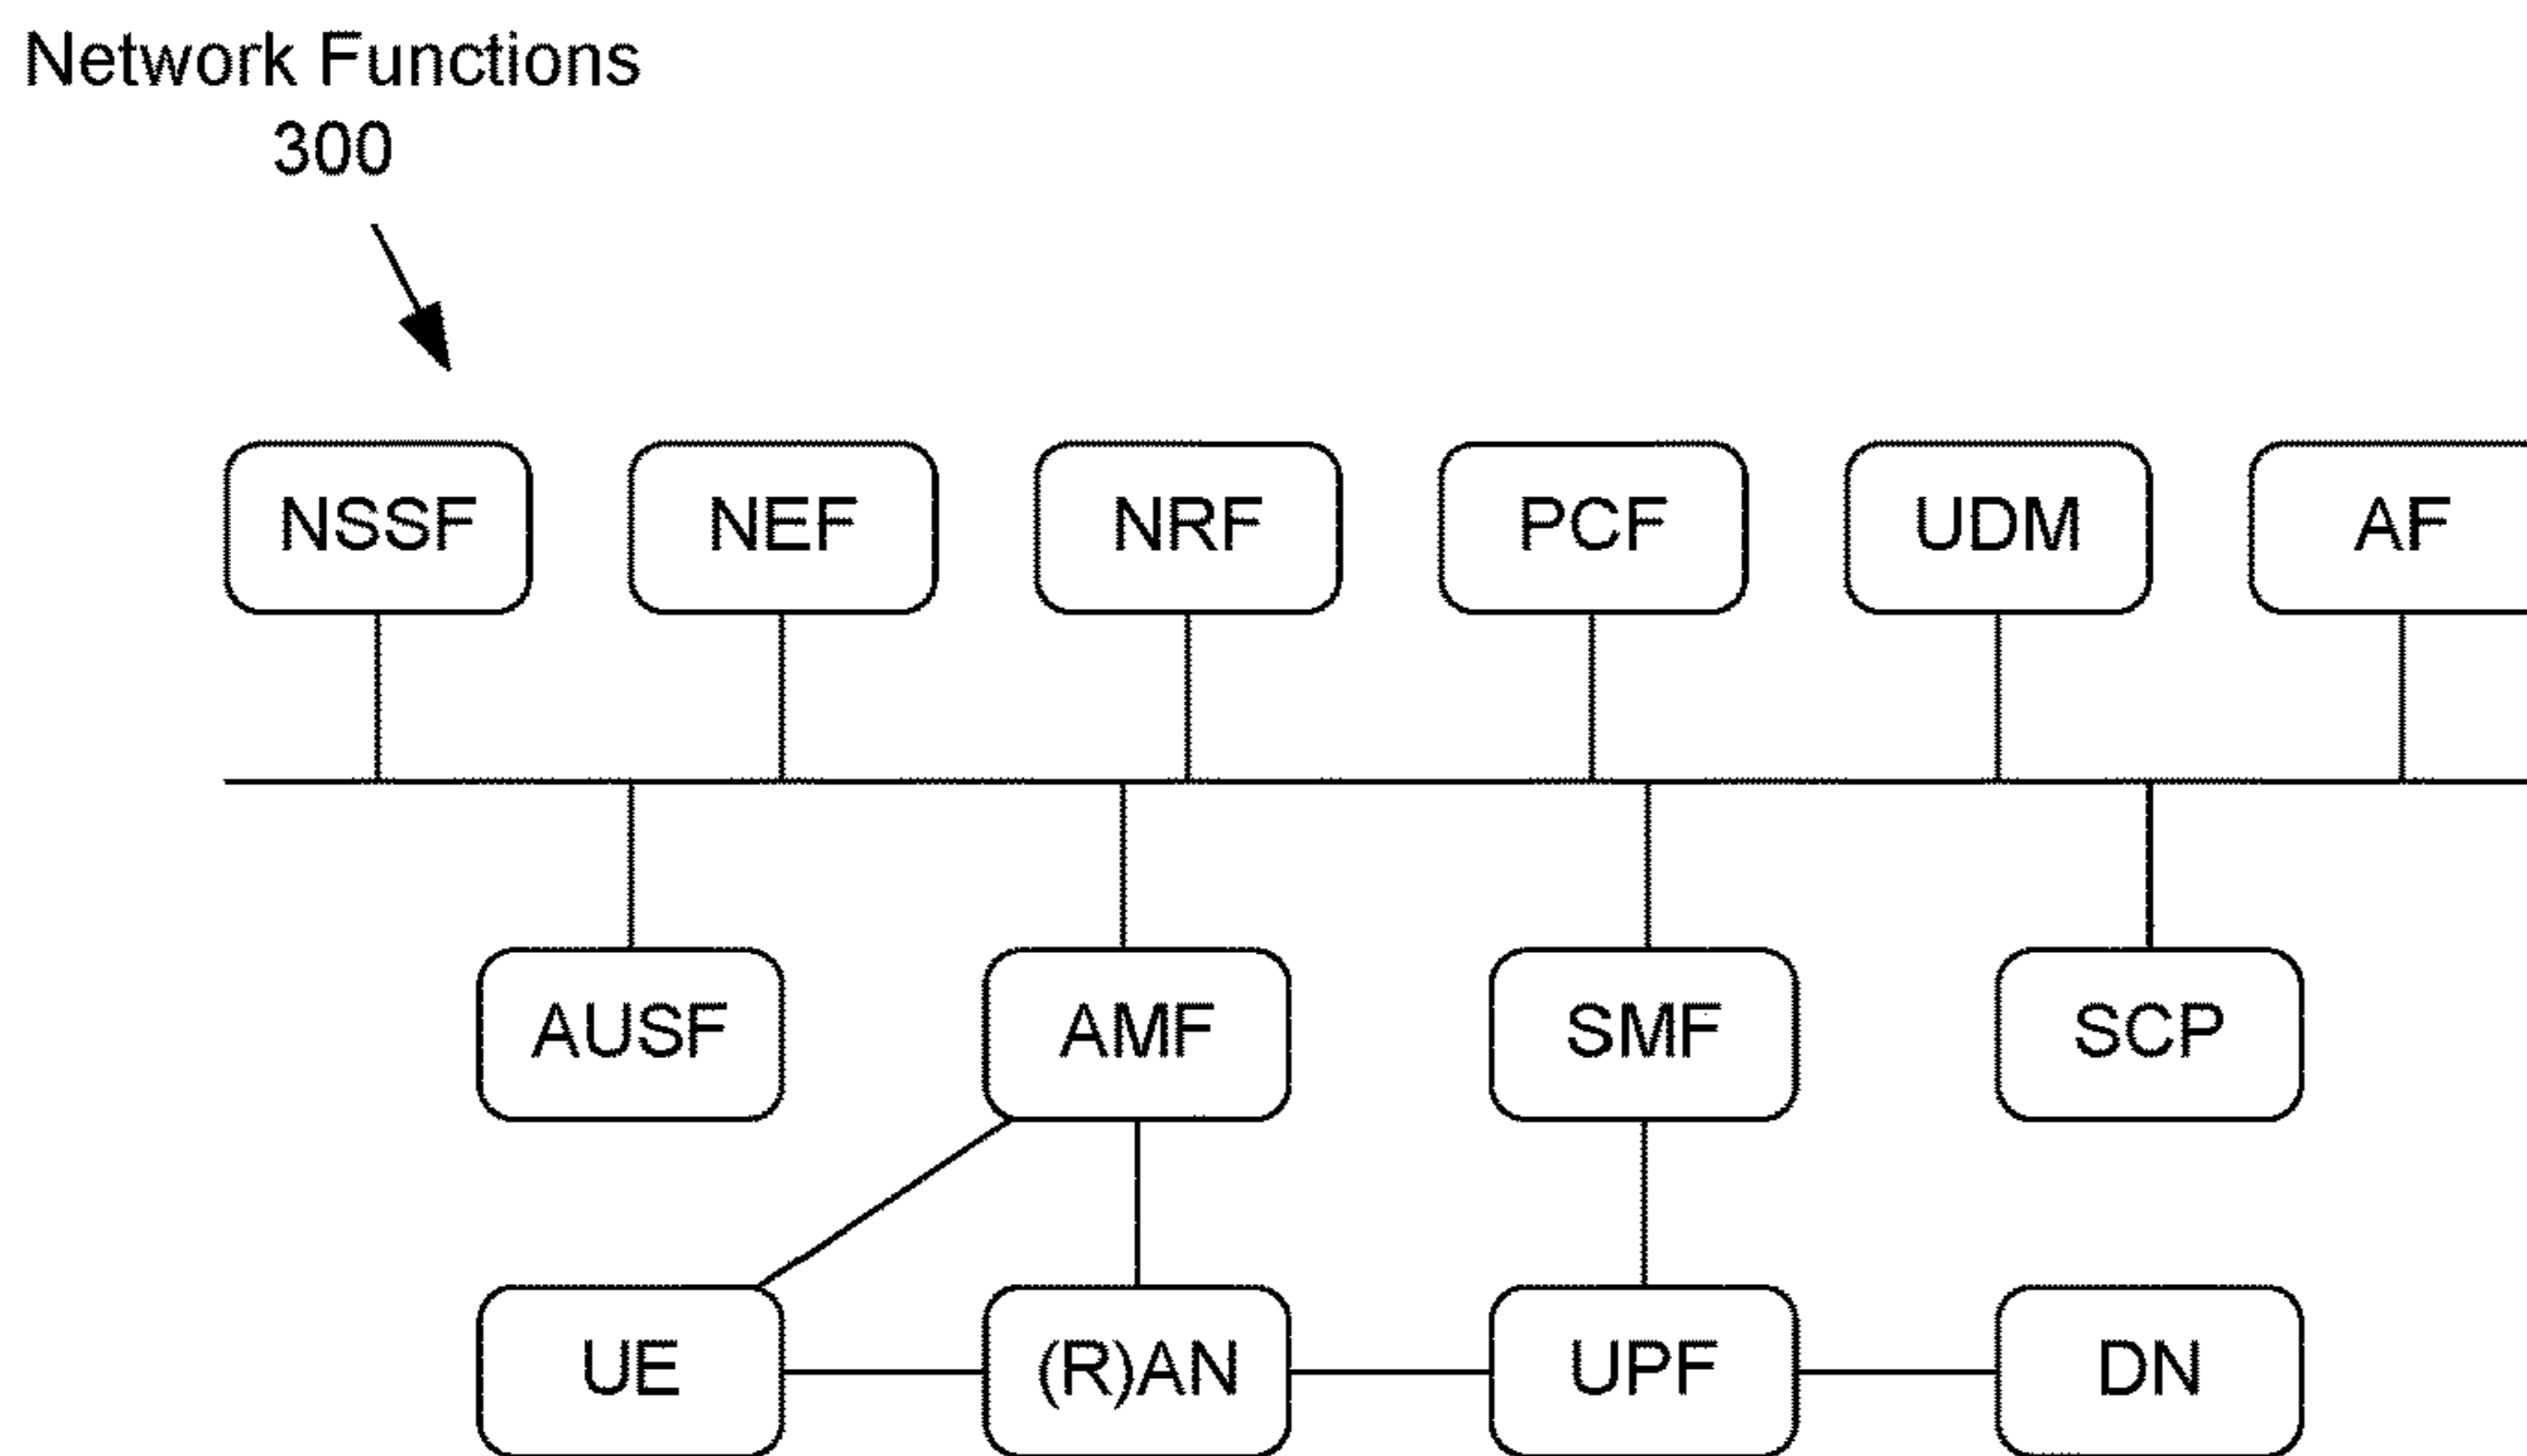 Network Functions
300
NSSF
NEF
NRF
PCF
UDM
AF
AUSF
AMF
SMF
SCP
UE
(R)AN
UPF
DN